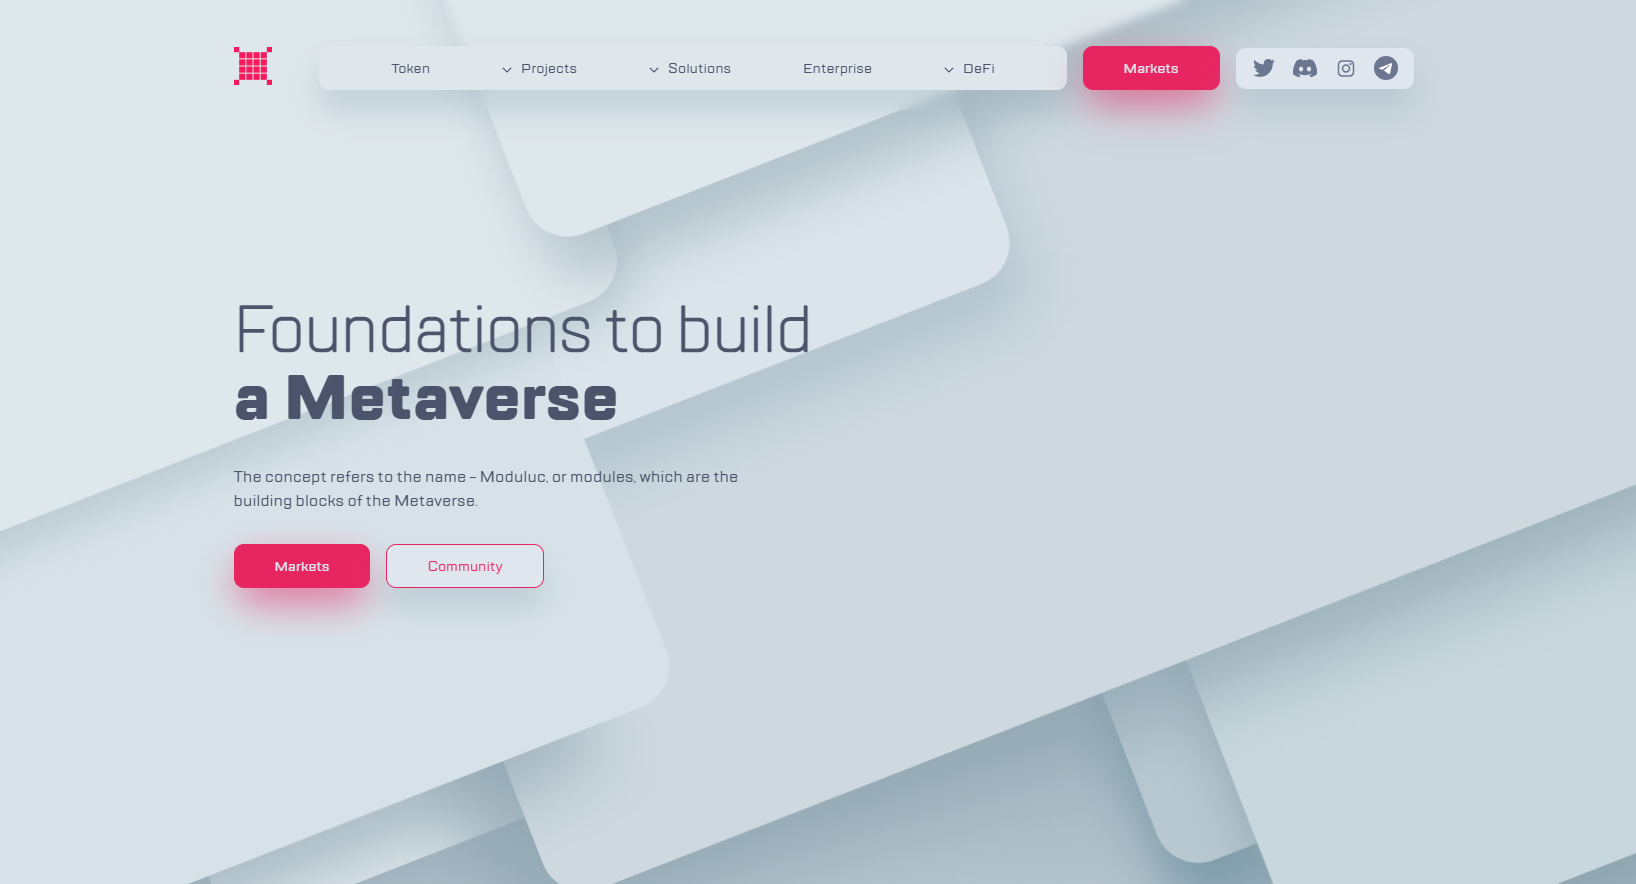 Token
Projects
Solutions
Enterprise
DeFi
Markets
Foundations to build
a Metaverse
The concept refers to the name – Moduluc, or modules, which are the
building blocks of the Metaverse.
Markets
Community